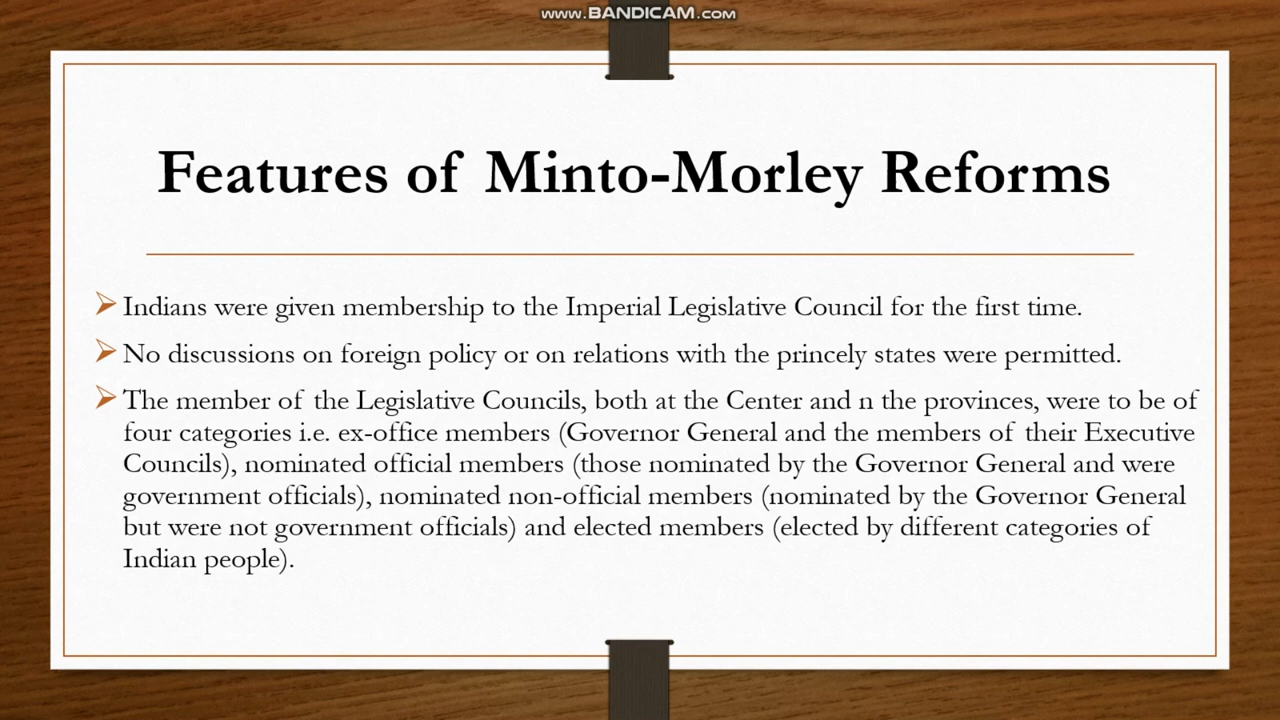 www.BANDICAM.com
Features of Minto-Morley Reforms
Indians were given membership to the Imperial Legislative Council for the first time.
No discussions on foreign policy or on relations with the princely states were permitted.
The member of the Legislative Councils, both at the Center and n the provinces, were to be of
four categories i.e. ex-office members (Governor General and the members of their Executive
Councils), nominated official members (those nominated by the Governor General and were
government officials), nominated non-official members (nominated by the Governor General
but were not government officials) and elected members (elected by different categories of
Indian people).